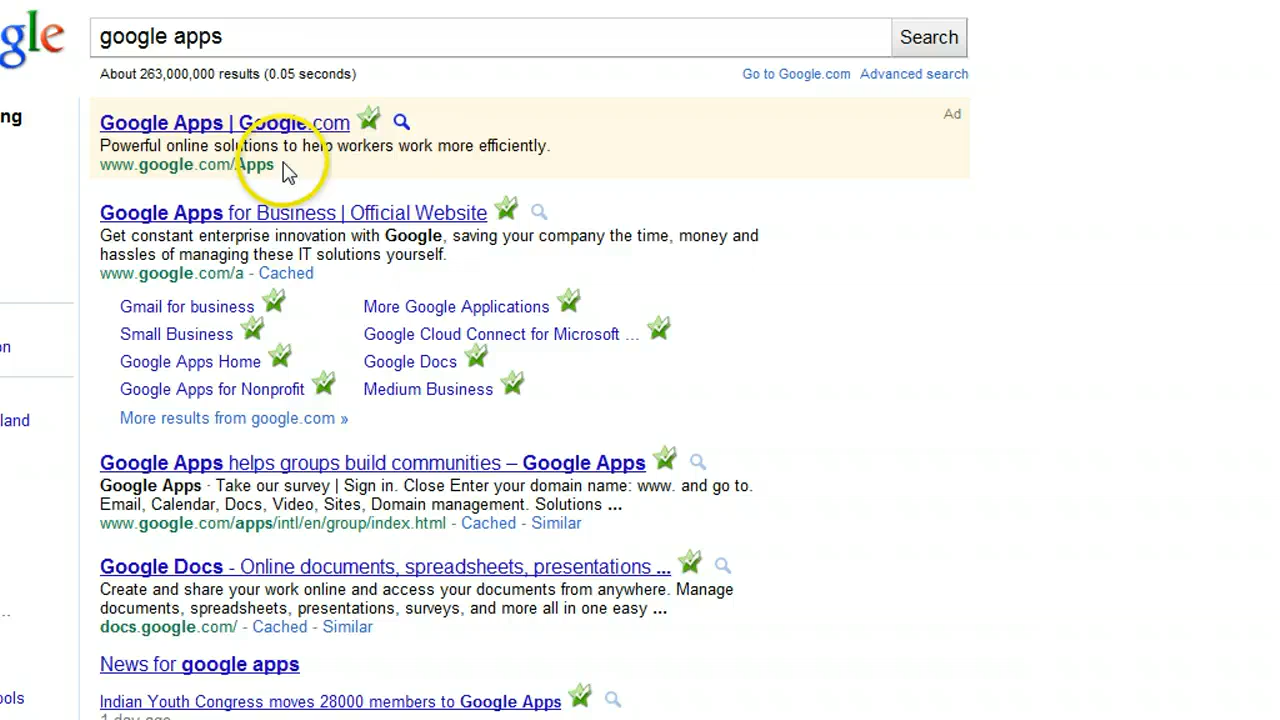 gle
google apps
Search
About 263,000,000 results (0.05 seconds)
Go to Google.com Advanced search
ng
Google Apps | Google.com
Ad
Powerful online solutions to help workers work more efficiently.
www.google.com/Apps
Google Apps for Business | Official Website
Get constant enterprise innovation with Google, saving your company the time, money and
hassles of managing these IT solutions yourself.
www.google.com/a - Cached
Gmail for business More Google Applications
Small Business Google Cloud Connect for Microsoft ...
on
Google Apps Home Google Docs
Google Apps for Nonprofit Medium Business
land
More results from google.com »
Google Apps helps groups build communities – Google Apps
Google Apps · Take our survey | Sign in. Close Enter your domain name: www. and go to.
Email, Calendar, Docs, Video, Sites, Domain management. Solutions ...
www.google.com/apps/intl/en/group/index.html - Cached - Similar
Google Docs - Online documents, spreadsheets, presentations ...
Create and share your work online and access your documents from anywhere. Manage
documents, spreadsheets, presentations, surveys, and more all in one easy ...
...
docs.google.com/ - Cached - Similar
News for google apps
ools
Indian Youth Congress moves 28000 members to Google Apps
1 day ago